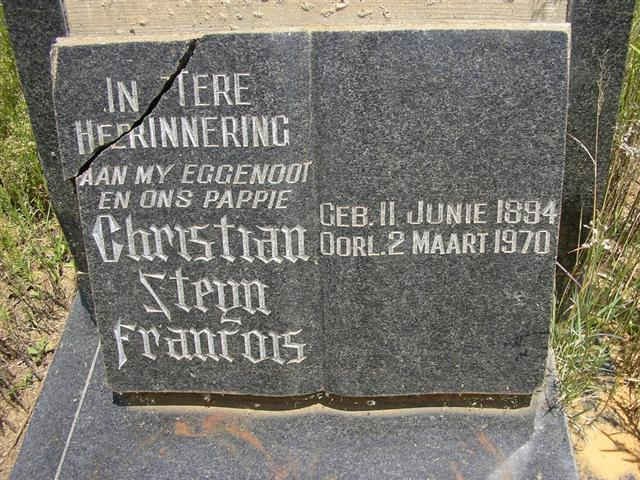 IN TERE
HEERINNERING
AAN MY EGGENOOT
EN ONS PAPPIE
Christian
Steyn
Francois
GEB. 11 JUNIE 1894
OORL. 2 MAART 1970